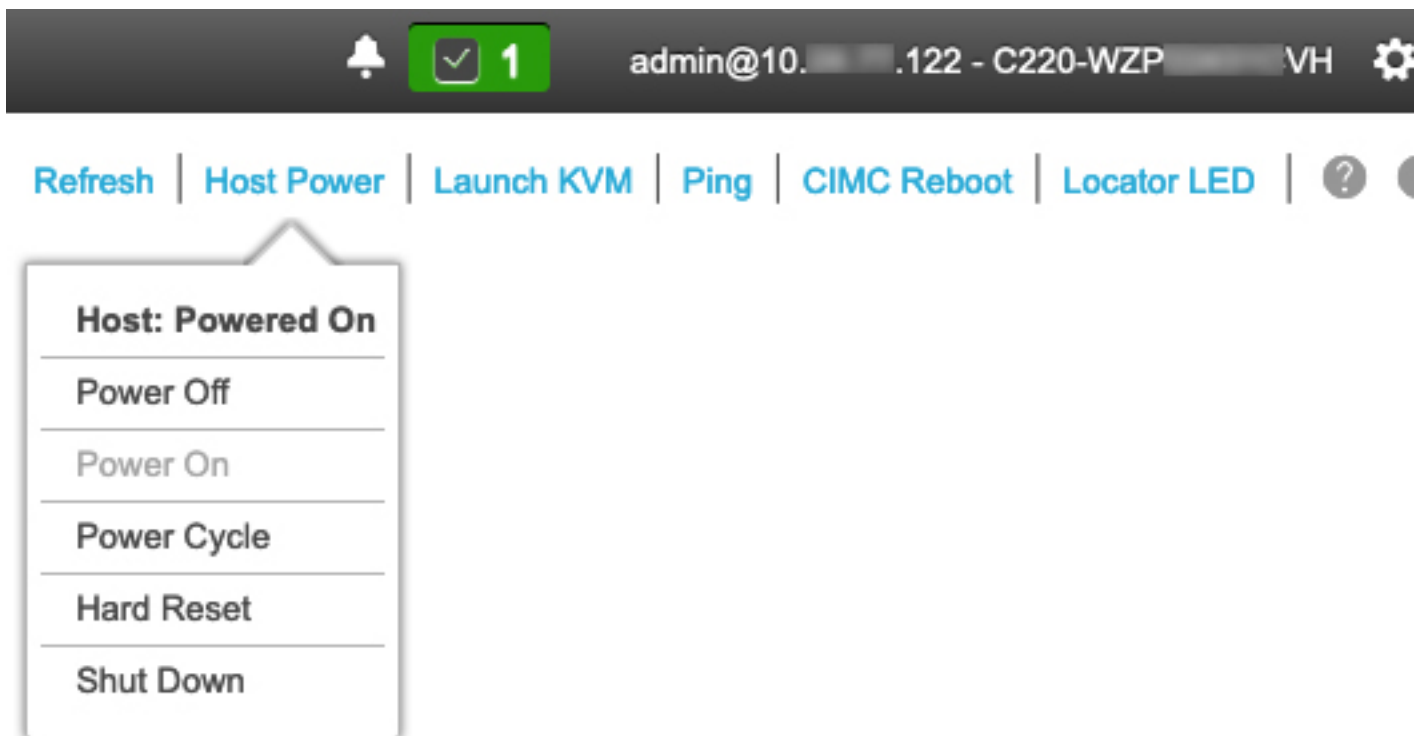 1 admin@10. .122 - C220-WZP VH
Refresh | Host Power | Launch KVM | Ping | CIMC Reboot | Locator LED | ?
Host: Powered On
Power Off
Power On
Power Cycle
Hard Reset
Shut Down